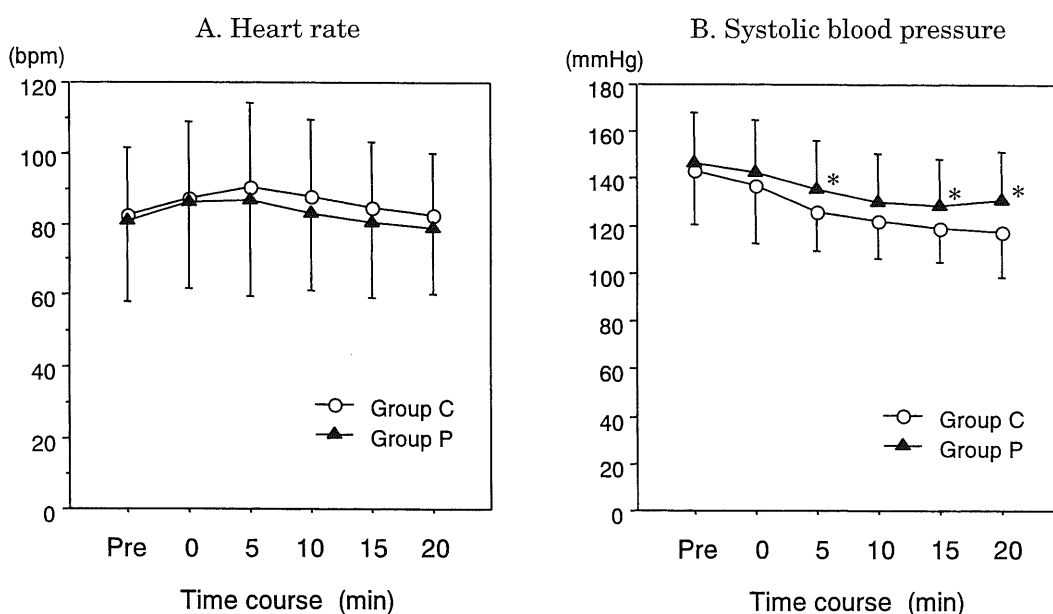 A. Heart rate
(bpm)
120
100
80
60
40
20
0
Group C
Group P
Pre 0 5 10 15 20
Time course (min)
B. Systolic blood pressure
(mmHg)
180
160
140
120
100
80
60
40
20
0
*
*
*
Group C
Group P
Pre 0 5 10 15 20
Time course (min)